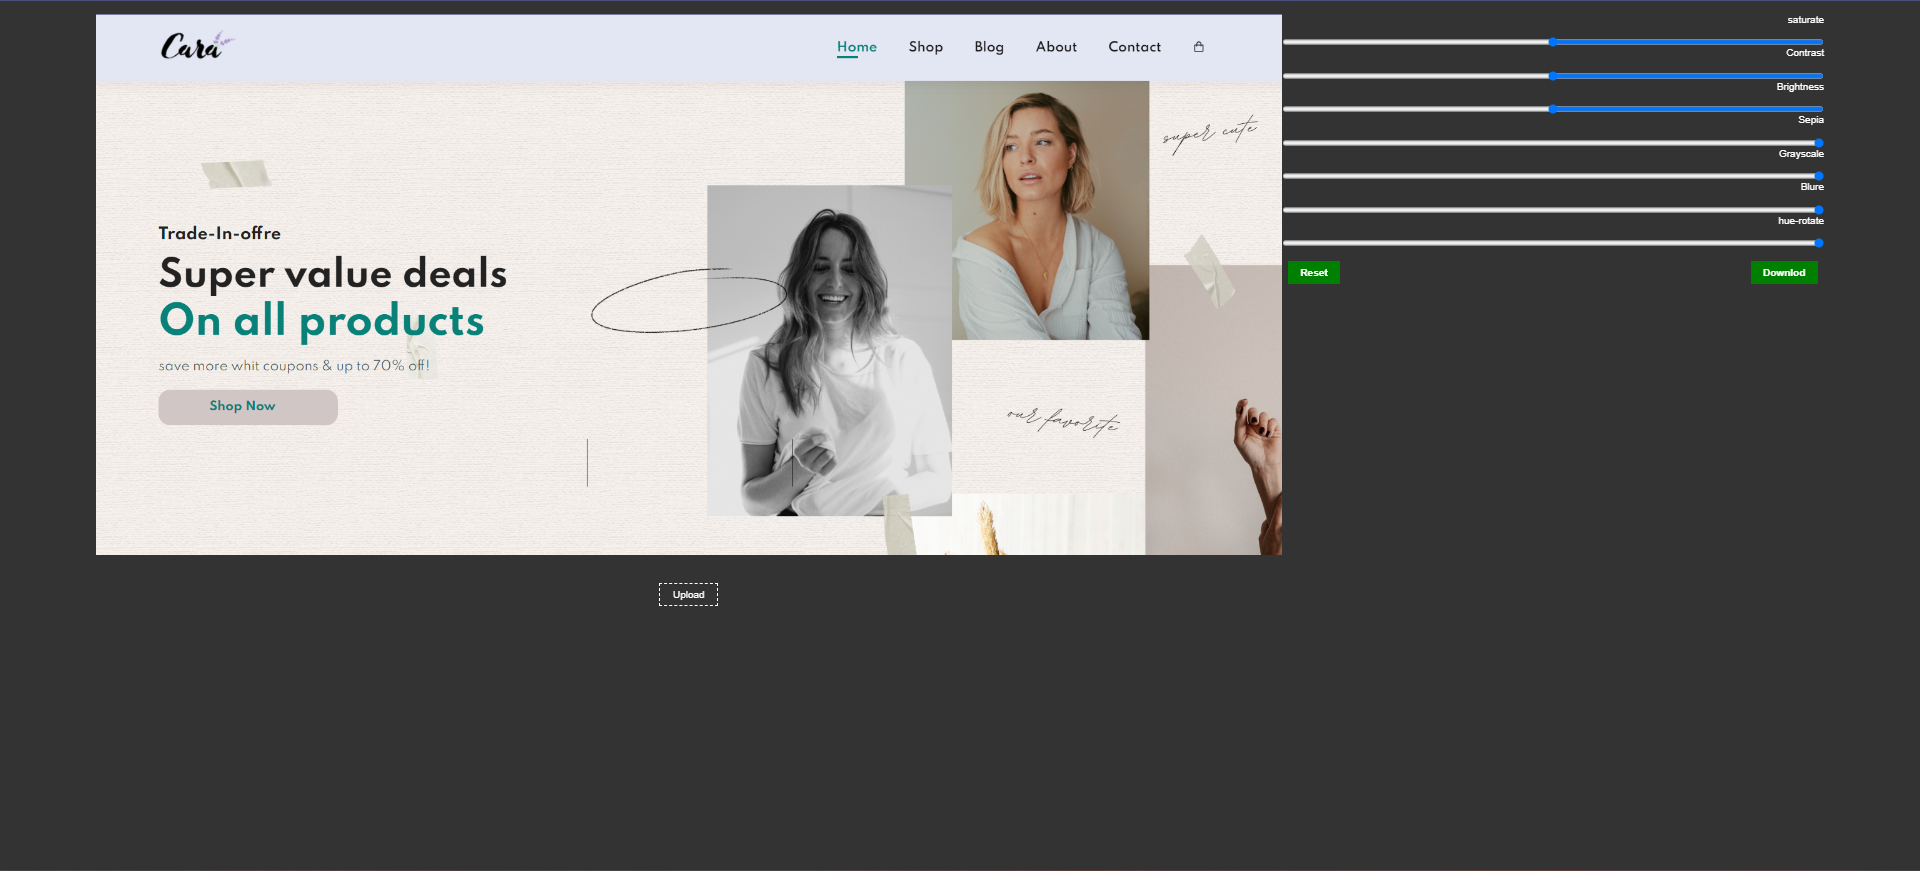 Cara
Home Shop Blog About Contact
super cute
Trade-In-offre
Super value deals
On all products
save more whit coupons & up to 70% off!
Shop Now
our favorite
Upload
saturate
Contrast
Brightness
Sepia
Grayscale
Blure
hue-rotate
Reset Downlod